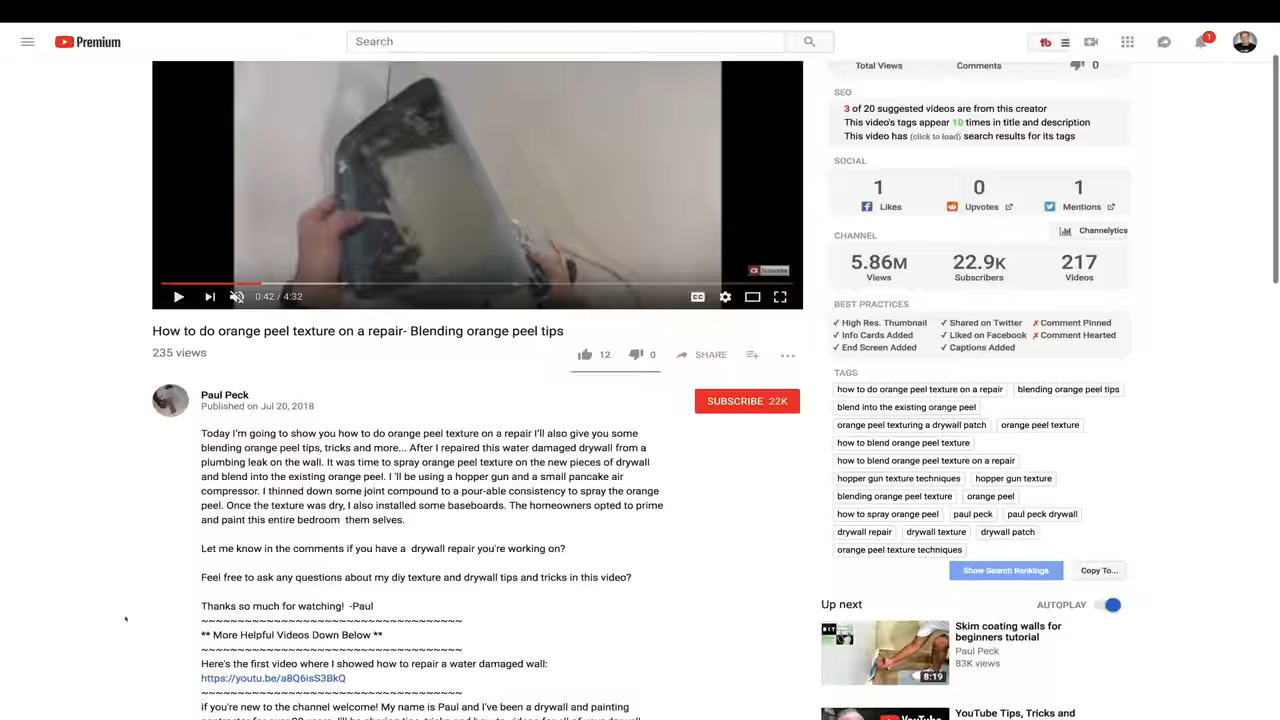 Premium
Search
1
Total Views
Comments
0
SEO
3 of 20 suggested videos are from this creator
This video's tags appear 10 times in title and description
This video has (click to load) search results for its tags
SOCIAL
1
0
1
Likes
Upvotes
Mentions
CHANNEL
Channelytics
5.86M
22.9K
217
Views
Subscribers
Videos
BEST PRACTICES
✓ High Res. Thumbnail
✓ Shared on Twitter
✗ Comment Pinned
✓ Info Cards Added
✓ Liked on Facebook
✗ Comment Hearted
✓ End Screen Added
✓ Captions Added
TAGS
how to do orange peel texture on a repair
blending orange peel tips
blend into the existing orange peel
orange peel texturing a drywall patch
orange peel texture
how to blend orange peel texture
how to blend orange peel texture on a repair
hopper gun texture techniques
hopper gun texture
blending orange peel texture
orange peel
how to spray orange peel
paul peck
paul peck drywall
drywall repair
drywall texture
drywall patch
orange peel texture techniques
Show Search Rankings
Copy To...
Subscribe
0:42 / 4:32
CC
How to do orange peel texture on a repair- Blending orange peel tips
235 views
12
0
SHARE
Paul Peck
Published on Jul 20, 2018
SUBSCRIBE 22K
Today I'm going to show you how to do orange peel texture on a repair I'll also give you some
blending orange peel tips, tricks and more... After I repaired this water damaged drywall from a
plumbing leak on the wall. It was time to spray orange peel texture on the new pieces of drywall
and blend into the existing orange peel. I 'll be using a hopper gun and a small pancake air
compressor. I thinned down some joint compound to a pour-able consistency to spray the orange
peel. Once the texture was dry, I also installed some baseboards. The homeowners opted to prime
and paint this entire bedroom them selves.
Let me know in the comments if you have a drywall repair you're working on?
Feel free to ask any questions about my diy texture and drywall tips and tricks in this video?
Thanks so much for watching! -Paul
~~~~~~~~~~~~~~~~~~~~~~~~~~~~~~~~~~~~
** More Helpful Videos Down Below **
~~~~~~~~~~~~~~~~~~~~~~~~~~~~~~~~~~~~
Here's the first video where I showed how to repair a water damaged wall:
https://youtu.be/a8Q6isS3BkQ
~~~~~~~~~~~~~~~~~~~~~~~~~~~~~~~~~~~~
if you're new to the channel welcome! My name is Paul and I've been a drywall and painting
Up next
AUTOPLAY
DIY
8:19
Skim coating walls for
beginners tutorial
Paul Peck
83K views
YouTube
YouTube Tips, Tricks and